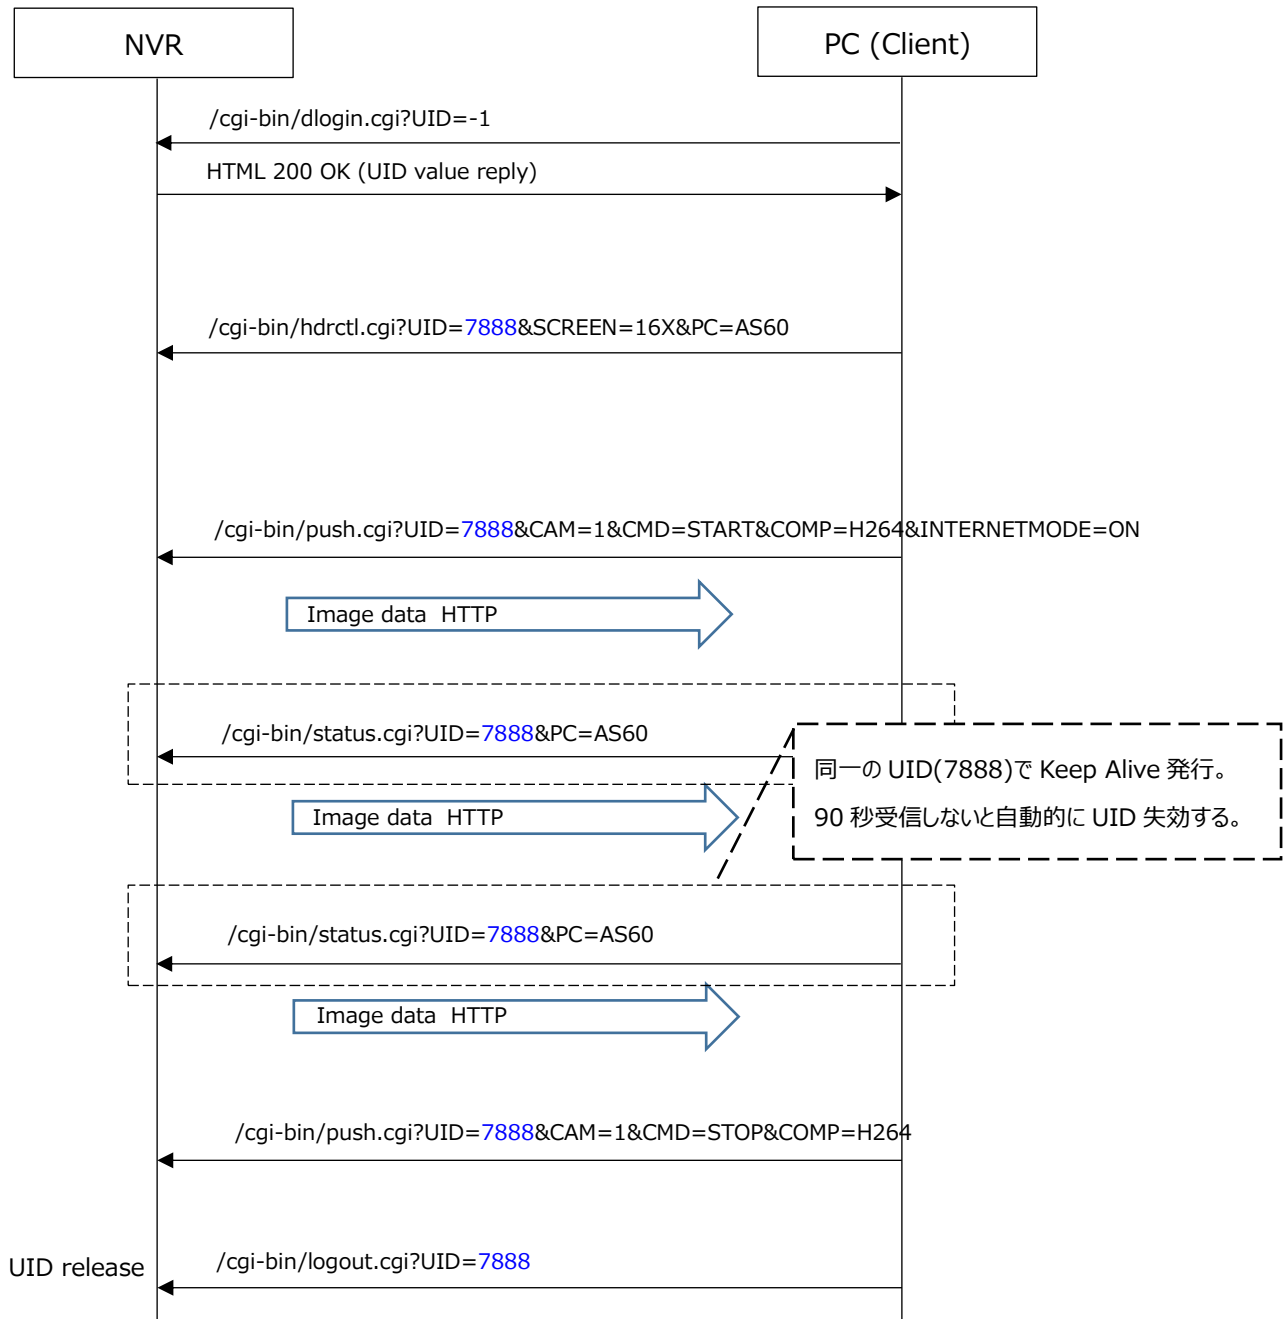 NVR
PC (Client)
/cgi-bin/dlogin.cgi?UID=-1
HTML 200 OK (UID value reply)
/cgi-bin/hdrctl.cgi?UID=7888&SCREEN=16X&PC=AS60
/cgi-bin/push.cgi?UID=7888&CAM=1&CMD=START&COMP=H264&INTERNETMODE=ON
Image data HTTP
/cgi-bin/status.cgi?UID=7888&PC=AS60
同一の UID(7888)で Keep Alive 発行。
90 秒受信しないと自動的に UID 失効する。
Image data HTTP
/cgi-bin/status.cgi?UID=7888&PC=AS60
Image data HTTP
/cgi-bin/push.cgi?UID=7888&CAM=1&CMD=STOP&COMP=H264
UID release
/cgi-bin/logout.cgi?UID=7888